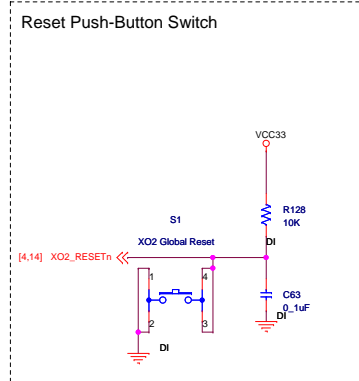 Reset Push-Button Switch
VCC33
R128
10K
DI
S1
XO2 Global Reset
[4,14] XO2_RESETn
1
4
2
3
C63
0_1uF
DI
DI